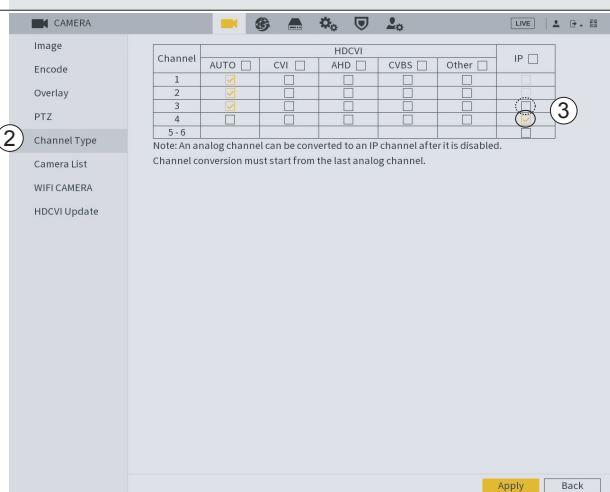 CAMERA
LIVE
Image
Encode
Overlay
PTZ
2
Channel Type
Camera List
WIFI CAMERA
HDCVI Update
Channel HDCVI IP
AUTO CVI AHD CVBS Other
1
2
3
3
4
5 - 6
Note: An analog channel can be converted to an IP channel after it is disabled.
Channel conversion must start from the last analog channel.
Apply Back